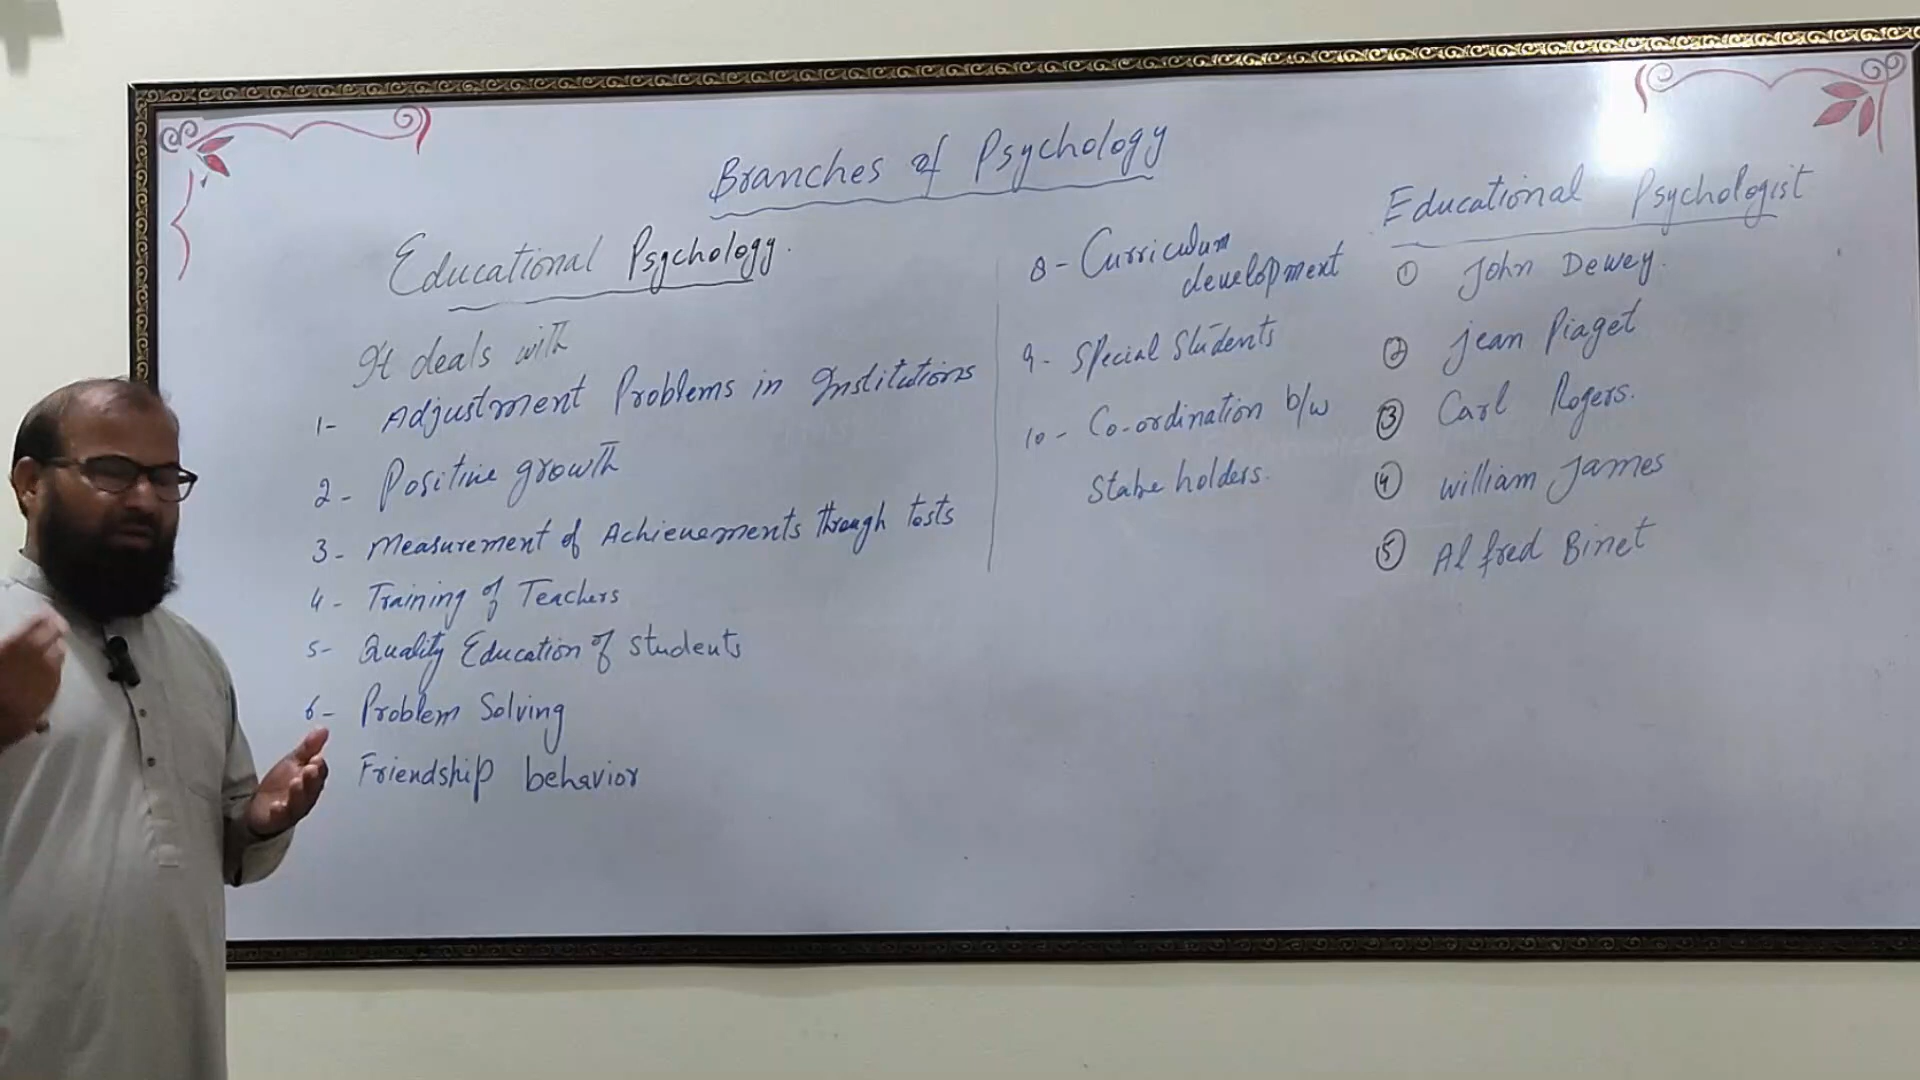 Branches of Psychology
Educational Psychology.
It deals with
1- Adjustment Problems in Institutions
2- Positive growth
3- Measurement of Achievements through tests
4- Training of Teachers
5- Quality Education of students
6- Problem Solving
Friendship behavior
8- Curriculum
development
9- Special Students
10- Co-ordination b/w
Stake holders.
Educational Psychologist
① John Dewey.
② Jean Piaget
③ Carl Rogers.
④ William James
⑤ Alfred Binet